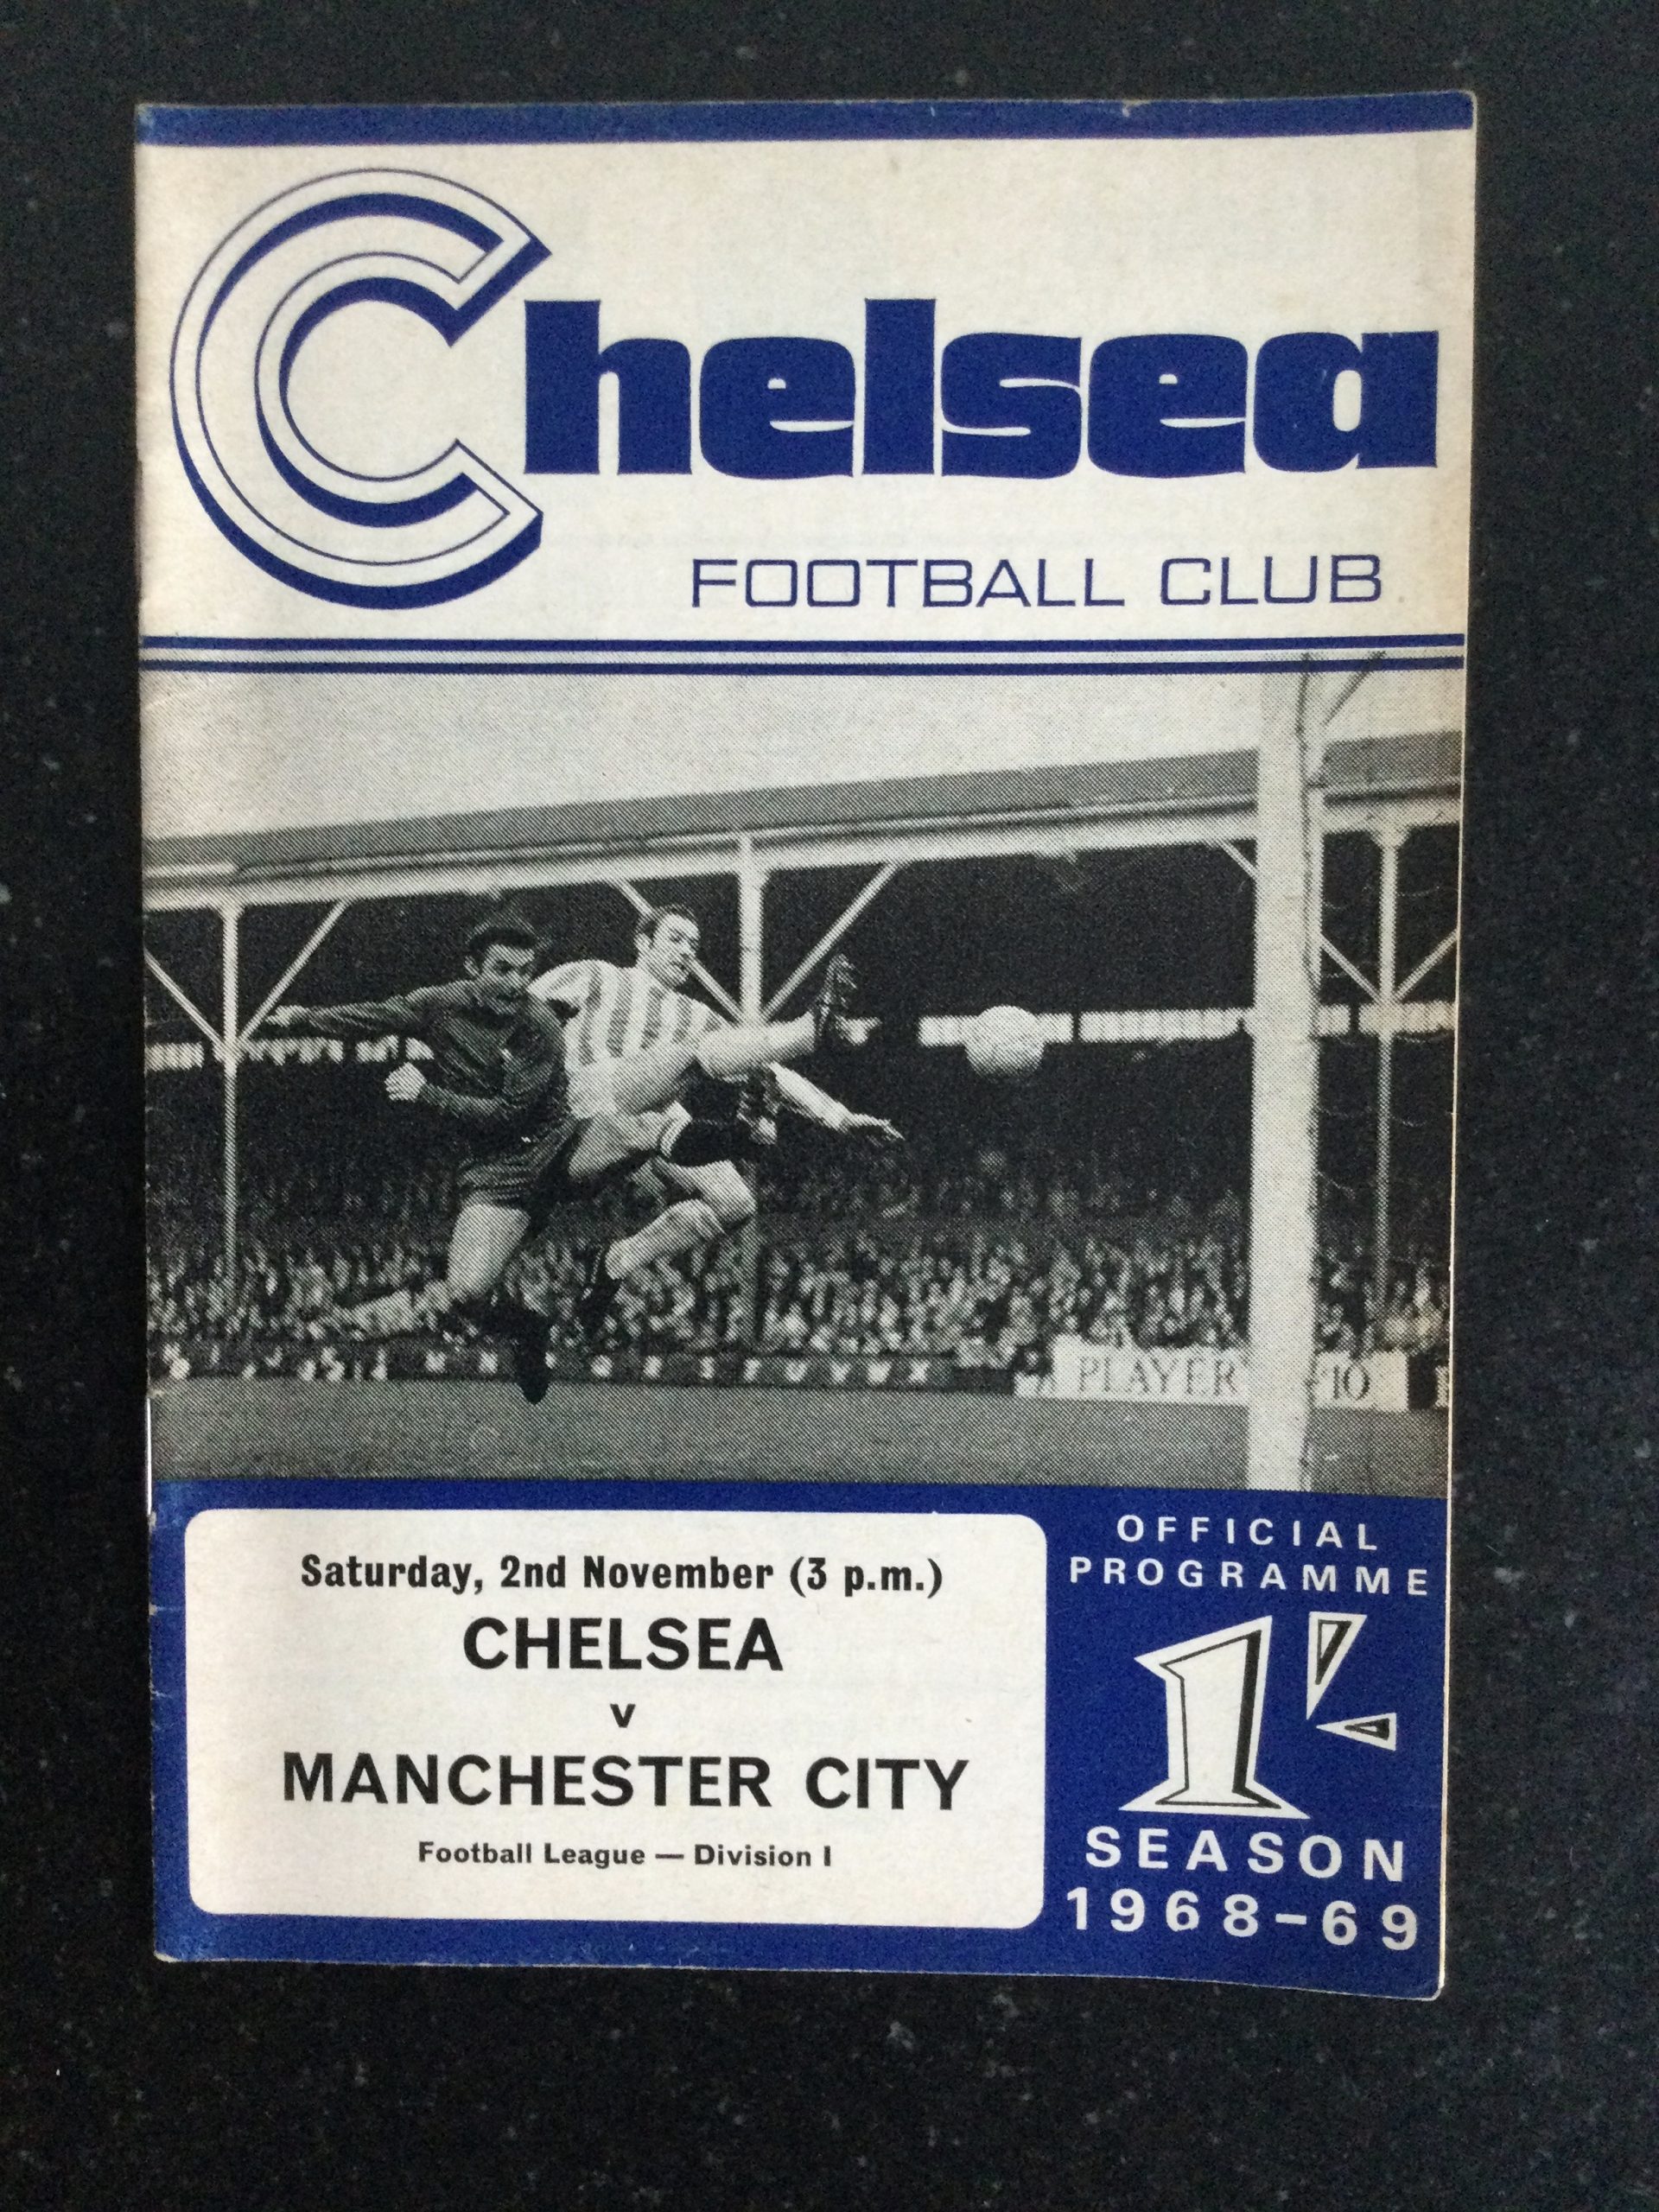 Chelsea
FOOTBALL CLUB
PLAYER
10
Saturday, 2nd November (3 p.m.)
CHELSEA
v
MANCHESTER CITY
Football League — Division I
OFFICIAL
PROGRAMME
1/-
SEASON
1968-69